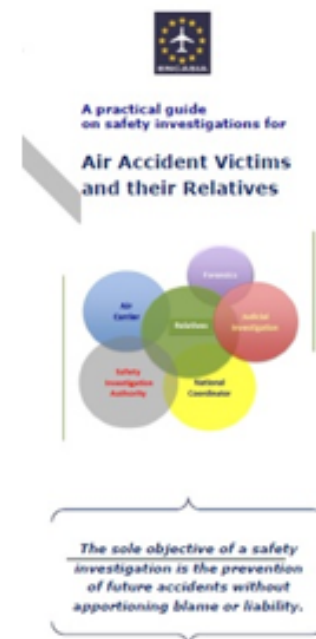 ENCASIA
A practical guide
on safety investigations for
Air Accident Victims
and their Relatives
Forensics
Air
Carrier
Relatives
Judicial
Investigation
Safety
Investigation
Authority
National
Coordinator
The sole objective of a safety
investigation is the prevention
of future accidents without
apportioning blame or liability.